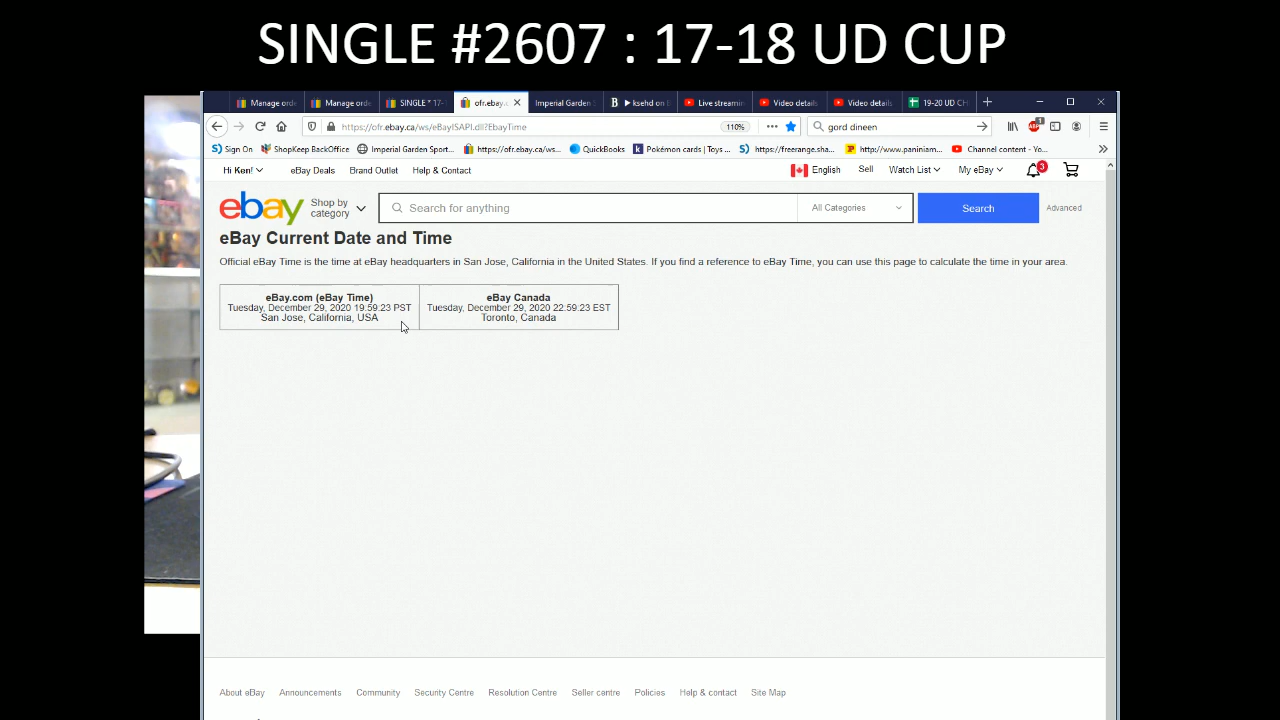 SINGLE #2607 : 17-18 UD CUP
Manage orde
Manage orde
SINGLE * 17-
ofr.ebay.c
Imperial Garden S
ksehd on
Live streamin
Video details
Video details
19-20 UD CH
https://ofr.ebay.ca/ws/eBayISAPI.dll?EbayTime
110%
gord dineen
Sign On
ShopKeep BackOffice
Imperial Garden Sport...
https://ofr.ebay.ca/ws...
QuickBooks
Pokémon cards | Toys ...
https://freerange.sha...
http://www.paniniam...
Channel content - Yo...
Hi Ken!
eBay Deals
Brand Outlet
Help & Contact
English
Sell
Watch List
My eBay
3
ebay
Shop by
category
Search for anything
All Categories
Search
Advanced
eBay Current Date and Time
Official eBay Time is the time at eBay headquarters in San Jose, California in the United States. If you find a reference to eBay Time, you can use this page to calculate the time in your area.
eBay.com (eBay Time)
Tuesday, December 29, 2020 19:59:23 PST
San Jose, California, USA
eBay Canada
Tuesday, December 29, 2020 22:59:23 EST
Toronto, Canada
About eBay
Announcements
Community
Security Centre
Resolution Centre
Seller centre
Policies
Help & contact
Site Map